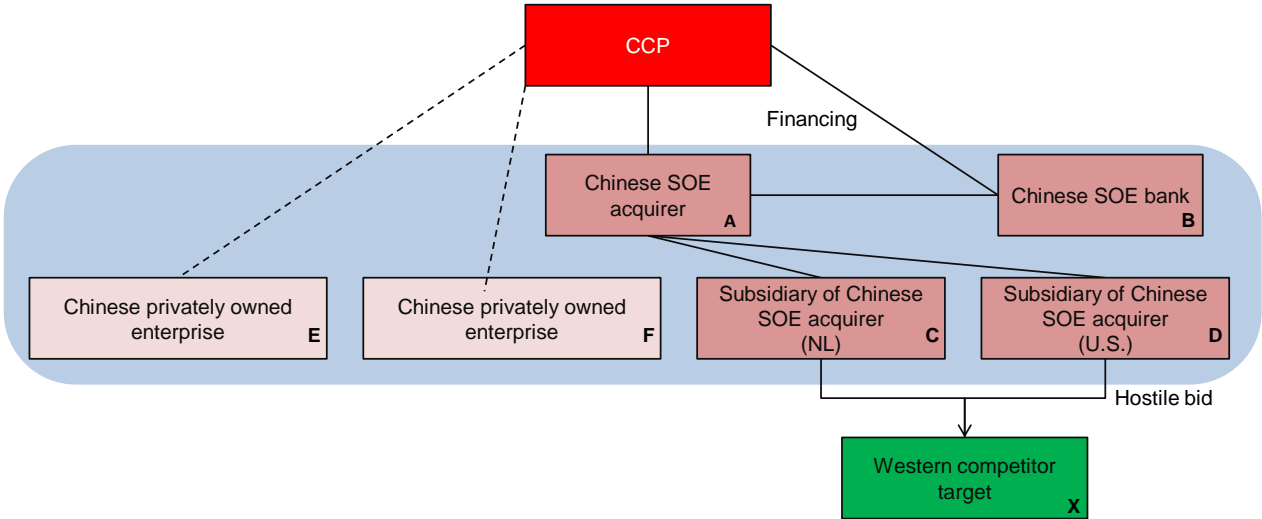 CCP
Financing
Chinese SOE
acquirer
A
Chinese SOE bank
B
Chinese privately owned
enterprise
E
Chinese privately owned
enterprise
F
Subsidiary of Chinese
SOE acquirer
(NL)
C
Subsidiary of Chinese
SOE acquirer
(U.S.)
D
Hostile bid
Western competitor
target
X